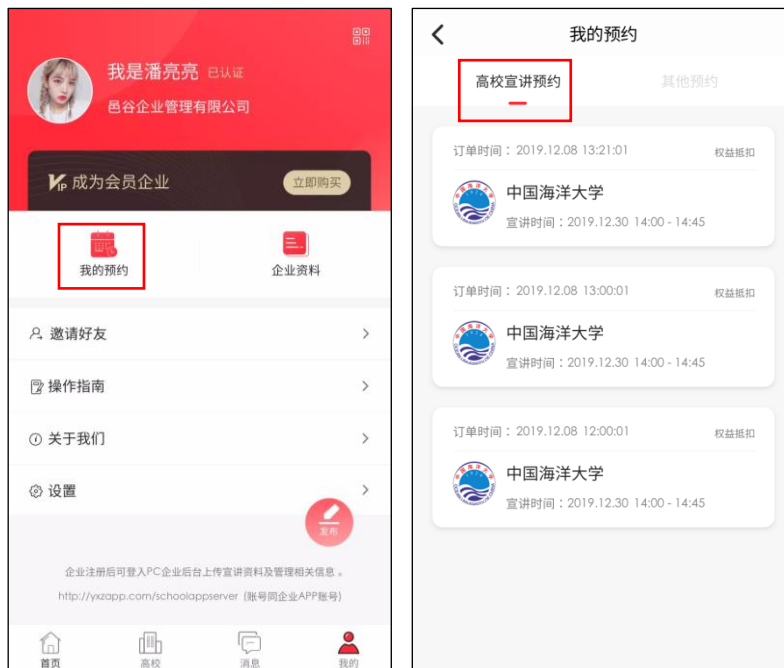 我是潘亮亮 已认证
邑谷企业管理有限公司
VIP 成为会员企业 立即购买
我的预约 企业资料
邀请好友
操作指南
关于我们
设置
发布
企业注册后可登入PC企业后台上传宣讲资料及管理相关信息 。
http://yxzapp.com/schoolappserver (账号同企业APP账号)
首页 高校 消息 我的
我的预约
高校宣讲预约 其他预约
订单时间 : 2019.12.08 13:21:01 权益抵扣
中国海洋大学
宣讲时间 : 2019.12.30 14:00 - 14:45
订单时间 : 2019.12.08 13:00:01 权益抵扣
中国海洋大学
宣讲时间 : 2019.12.30 14:00 - 14:45
订单时间 : 2019.12.08 12:00:01 权益抵扣
中国海洋大学
宣讲时间 : 2019.12.30 14:00 - 14:45